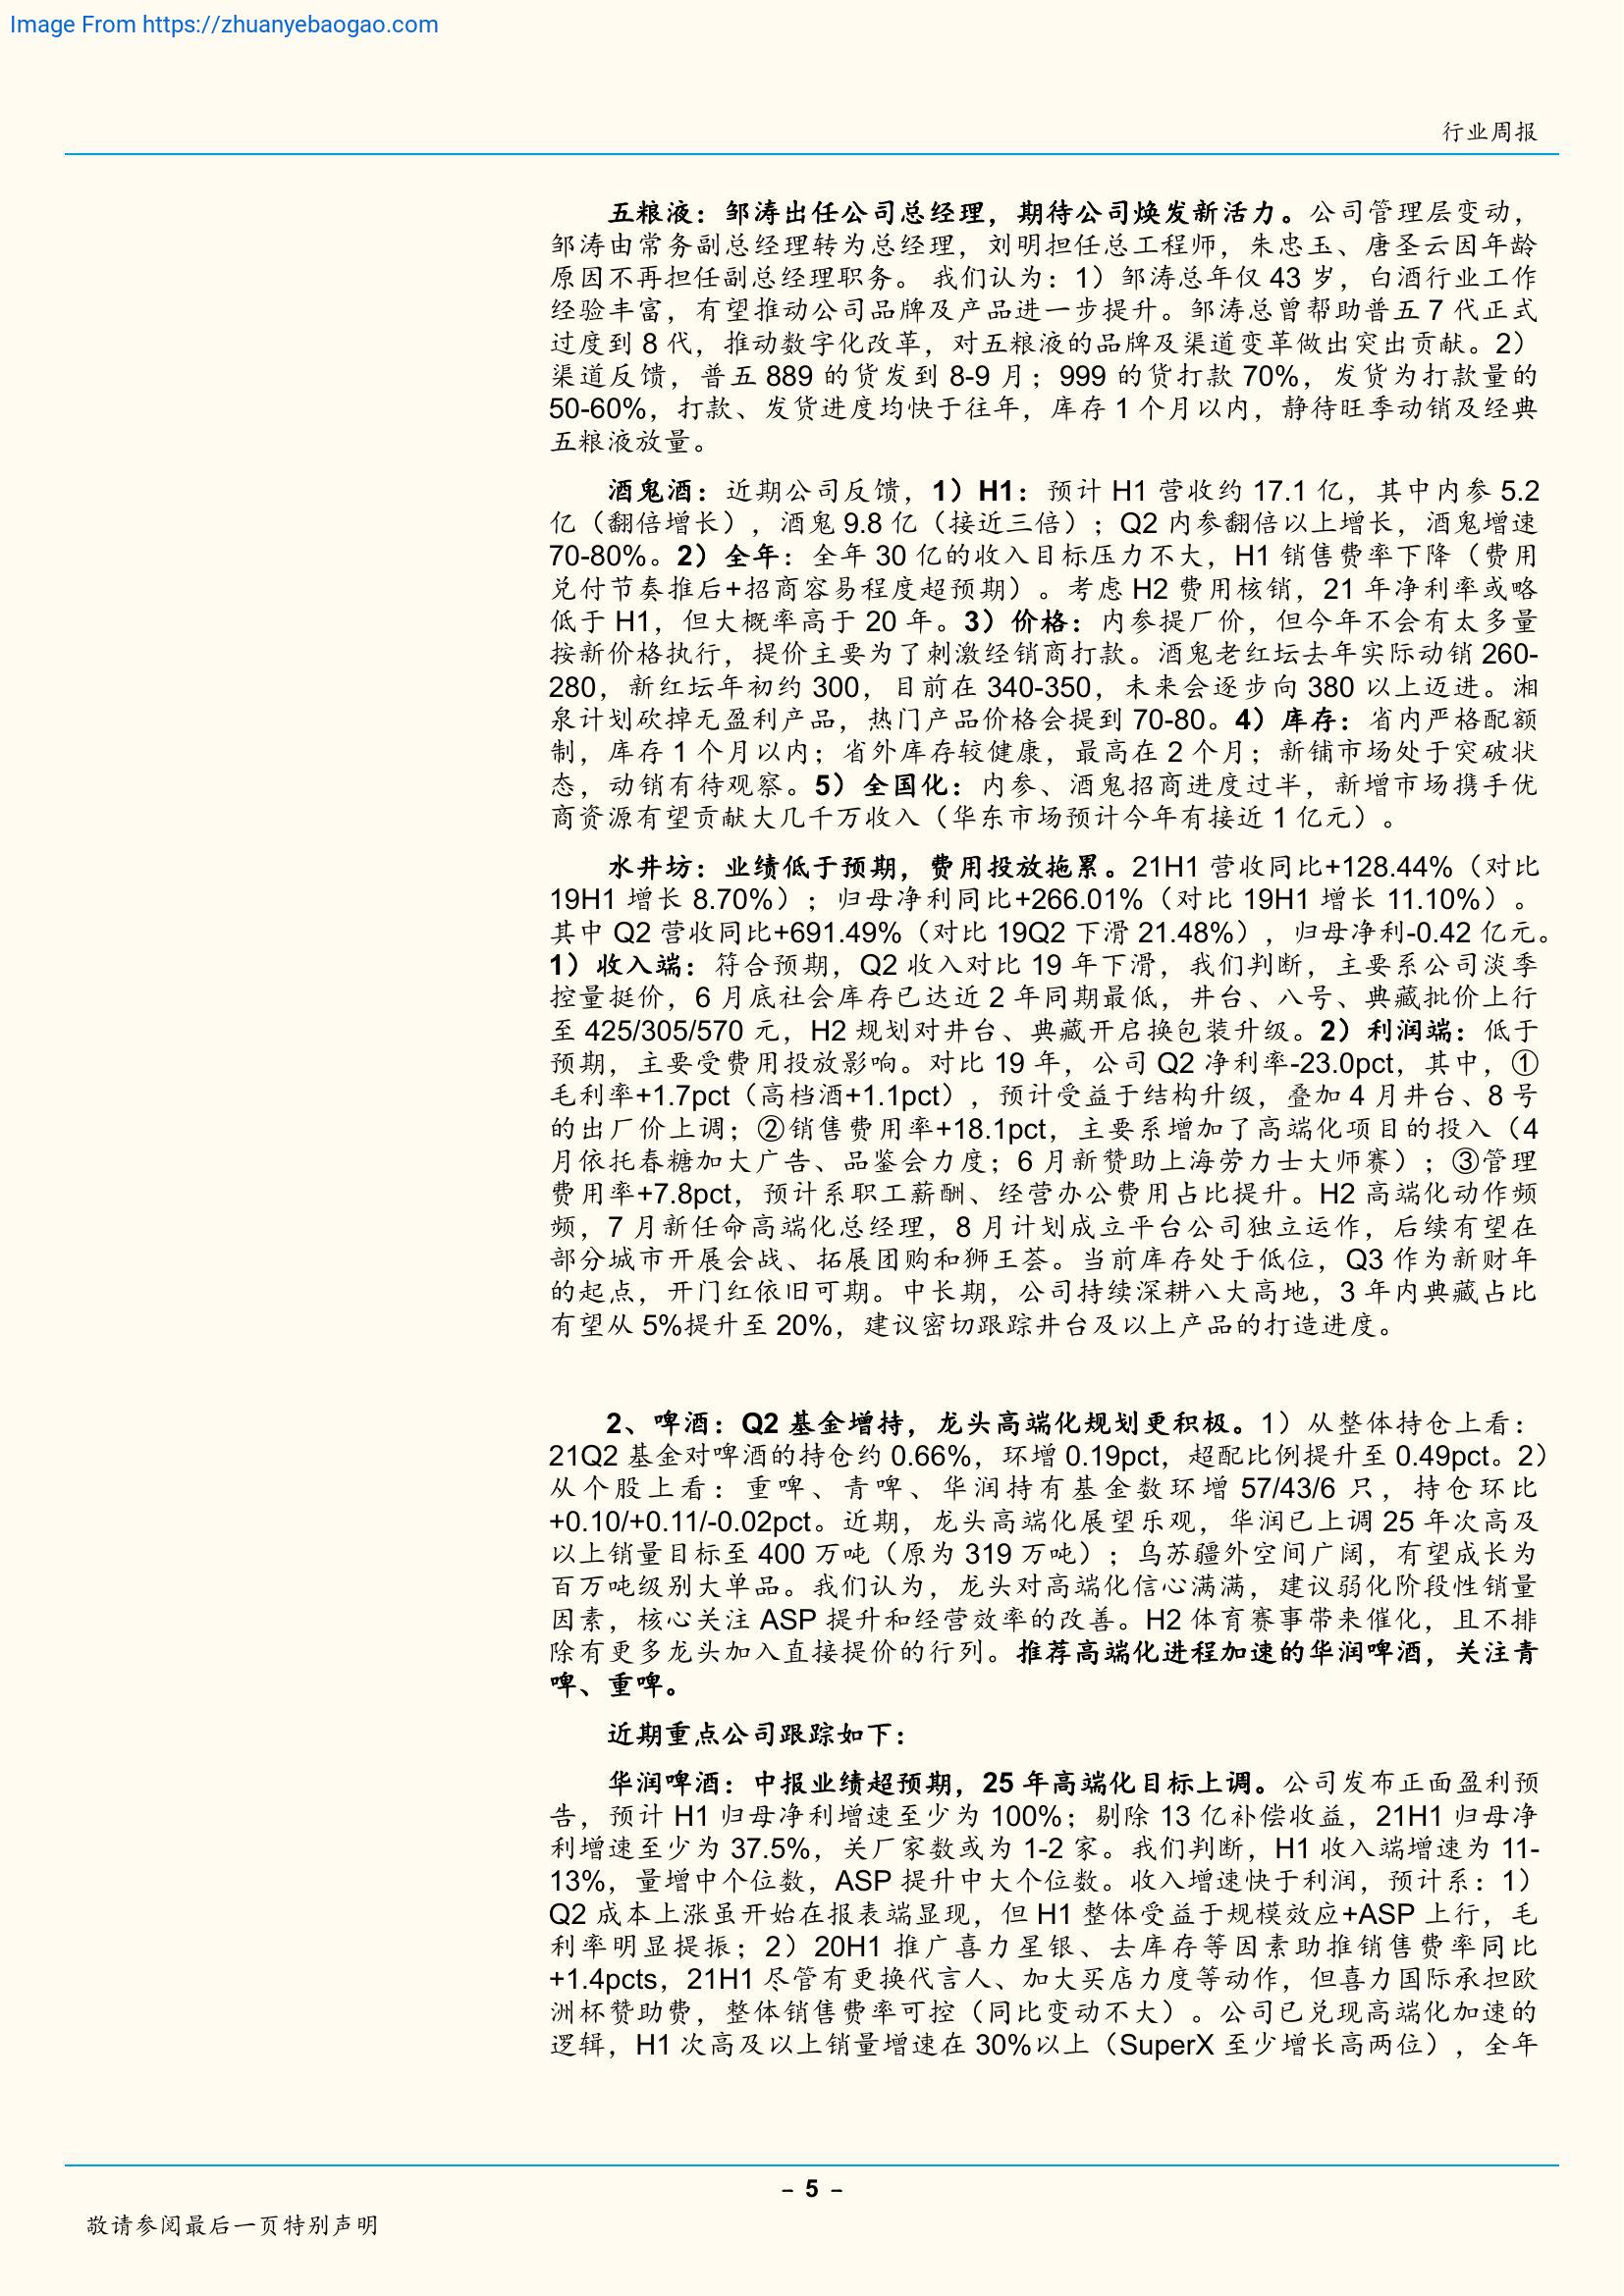 Image From https://zhuanyebaogao.com
行业周报
五粮液：邹涛出任公司总经理，期待公司焕发新活力。公司管理层变动，
邹涛由常务副总经理转为总经理，刘明担任总工程师，朱忠玉、唐圣云因年龄
原因不再担任副总经理职务。 我们认为：1）邹涛总年仅 43 岁，白酒行业工作
经验丰富，有望推动公司品牌及产品进一步提升。邹涛总曾帮助普五 7 代正式
过度到 8 代，推动数字化改革，对五粮液的品牌及渠道变革做出突出贡献。2）
渠道反馈，普五 889 的货发到 8-9 月；999 的货打款 70%，发货为打款量的
50-60%，打款、发货进度均快于往年，库存 1 个月以内，静待旺季动销及经典
五粮液放量。
酒鬼酒：近期公司反馈，1）H1：预计 H1 营收约 17.1 亿，其中内参 5.2
亿（翻倍增长），酒鬼 9.8 亿（接近三倍）；Q2 内参翻倍以上增长，酒鬼增速
70-80%。2）全年：全年 30 亿的收入目标压力不大，H1 销售费率下降（费用
兑付节奏推后+招商容易程度超预期）。考虑 H2 费用核销，21 年净利率或略
低于 H1，但大概率高于 20 年。3）价格：内参提厂价，但今年不会有太多量
按新价格执行，提价主要为了刺激经销商打款。酒鬼老红坛去年实际动销 260-
280，新红坛年初约 300，目前在 340-350，未来会逐步向 380 以上迈进。湘
泉计划砍掉无盈利产品，热门产品价格会提到 70-80。4）库存：省内严格配额
制，库存 1 个月以内；省外库存较健康，最高在 2 个月；新铺市场处于突破状
态，动销有待观察。5）全国化：内参、酒鬼招商进度过半，新增市场携手优
商资源有望贡献大几千万收入（华东市场预计今年有接近 1 亿元）。
水井坊：业绩低于预期，费用投放拖累。21H1 营收同比+128.44%（对比
19H1 增长 8.70%）；归母净利同比+266.01%（对比 19H1 增长 11.10%）。
其中 Q2 营收同比+691.49%（对比 19Q2 下滑 21.48%），归母净利-0.42 亿元。
1）收入端：符合预期，Q2 收入对比 19 年下滑，我们判断，主要系公司淡季
控量挺价，6 月底社会库存已达近 2 年同期最低，井台、八号、典藏批价上行
至 425/305/570 元，H2 规划对井台、典藏开启换包装升级。2）利润端：低于
预期，主要受费用投放影响。对比 19 年，公司 Q2 净利率-23.0pct，其中，①
毛利率+1.7pct（高档酒+1.1pct），预计受益于结构升级，叠加 4 月井台、8 号
的出厂价上调；②销售费用率+18.1pct，主要系增加了高端化项目的投入（4
月依托春糖加大广告、品鉴会力度；6 月新赞助上海劳力士大师赛）；③管理
费用率+7.8pct，预计系职工薪酬、经营办公费用占比提升。H2 高端化动作频
频，7 月新任命高端化总经理，8 月计划成立平台公司独立运作，后续有望在
部分城市开展会战、拓展团购和狮王荟。当前库存处于低位，Q3 作为新财年
的起点，开门红依旧可期。中长期，公司持续深耕八大高地，3 年内典藏占比
有望从 5%提升至 20%，建议密切跟踪井台及以上产品的打造进度。
2、啤酒：Q2 基金增持，龙头高端化规划更积极。1）从整体持仓上看：
21Q2 基金对啤酒的持仓约 0.66%，环增 0.19pct，超配比例提升至 0.49pct。2）
从个股上看：重啤、青啤、华润持有基金数环增 57/43/6 只，持仓环比
+0.10/+0.11/-0.02pct。近期，龙头高端化展望乐观，华润已上调 25 年次高及
以上销量目标至 400 万吨（原为 319 万吨）；乌苏疆外空间广阔，有望成长为
百万吨级别大单品。我们认为，龙头对高端化信心满满，建议弱化阶段性销量
因素，核心关注 ASP 提升和经营效率的改善。H2 体育赛事带来催化，且不排
除有更多龙头加入直接提价的行列。推荐高端化进程加速的华润啤酒，关注青
啤、重啤。
近期重点公司跟踪如下：
华润啤酒：中报业绩超预期，25 年高端化目标上调。公司发布正面盈利预
告，预计 H1 归母净利增速至少为 100%；剔除 13 亿补偿收益，21H1 归母净
利增速至少为 37.5%，关厂家数或为 1-2 家。我们判断，H1 收入端增速为 11-
13%，量增中个位数，ASP 提升中大个位数。收入增速快于利润，预计系：1）
Q2 成本上涨虽开始在报表端显现，但 H1 整体受益于规模效应+ASP 上行，毛
利率明显提振；2）20H1 推广喜力星银、去库存等因素助推销售费率同比
+1.4pcts，21H1 尽管有更换代言人、加大买店力度等动作，但喜力国际承担欧
洲杯赞助费，整体销售费率可控（同比变动不大）。公司已兑现高端化加速的
逻辑，H1 次高及以上销量增速在 30%以上（SuperX 至少增长高两位），全年
- 5 -
敬请参阅最后一页特别声明